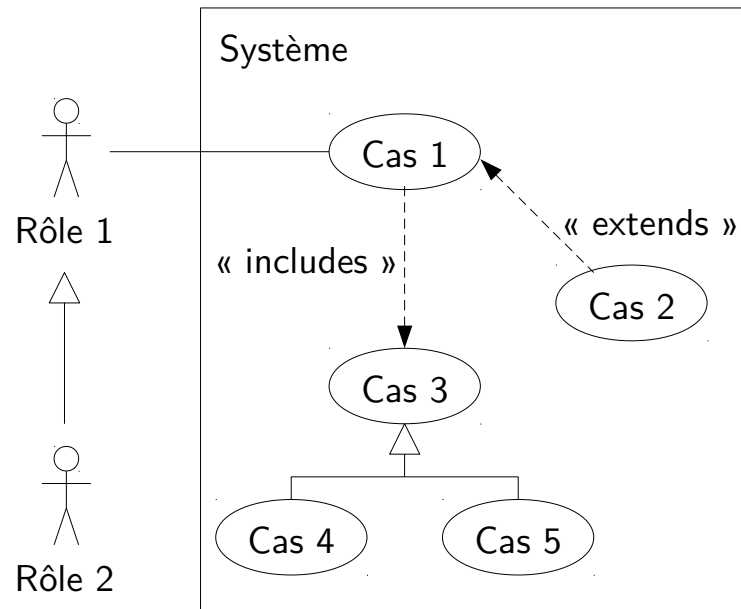 Système
Cas 1
Rôle 1
« extends »
« includes »
Cas 2
Cas 3
Cas 4
Cas 5
Rôle 2